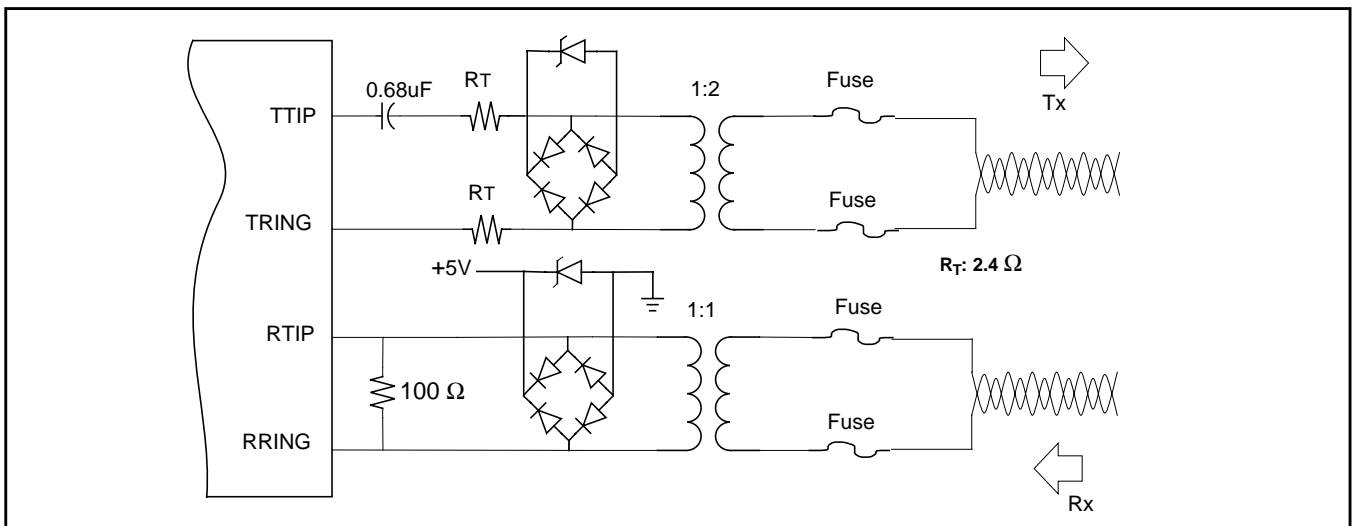 TTIP
0.68uF
RT
1:2
Fuse
Tx
TRING
RT
Fuse
RT: 2.4 Ω
+5V
1:1
Fuse
RTIP
100 Ω
RRING
Fuse
Rx